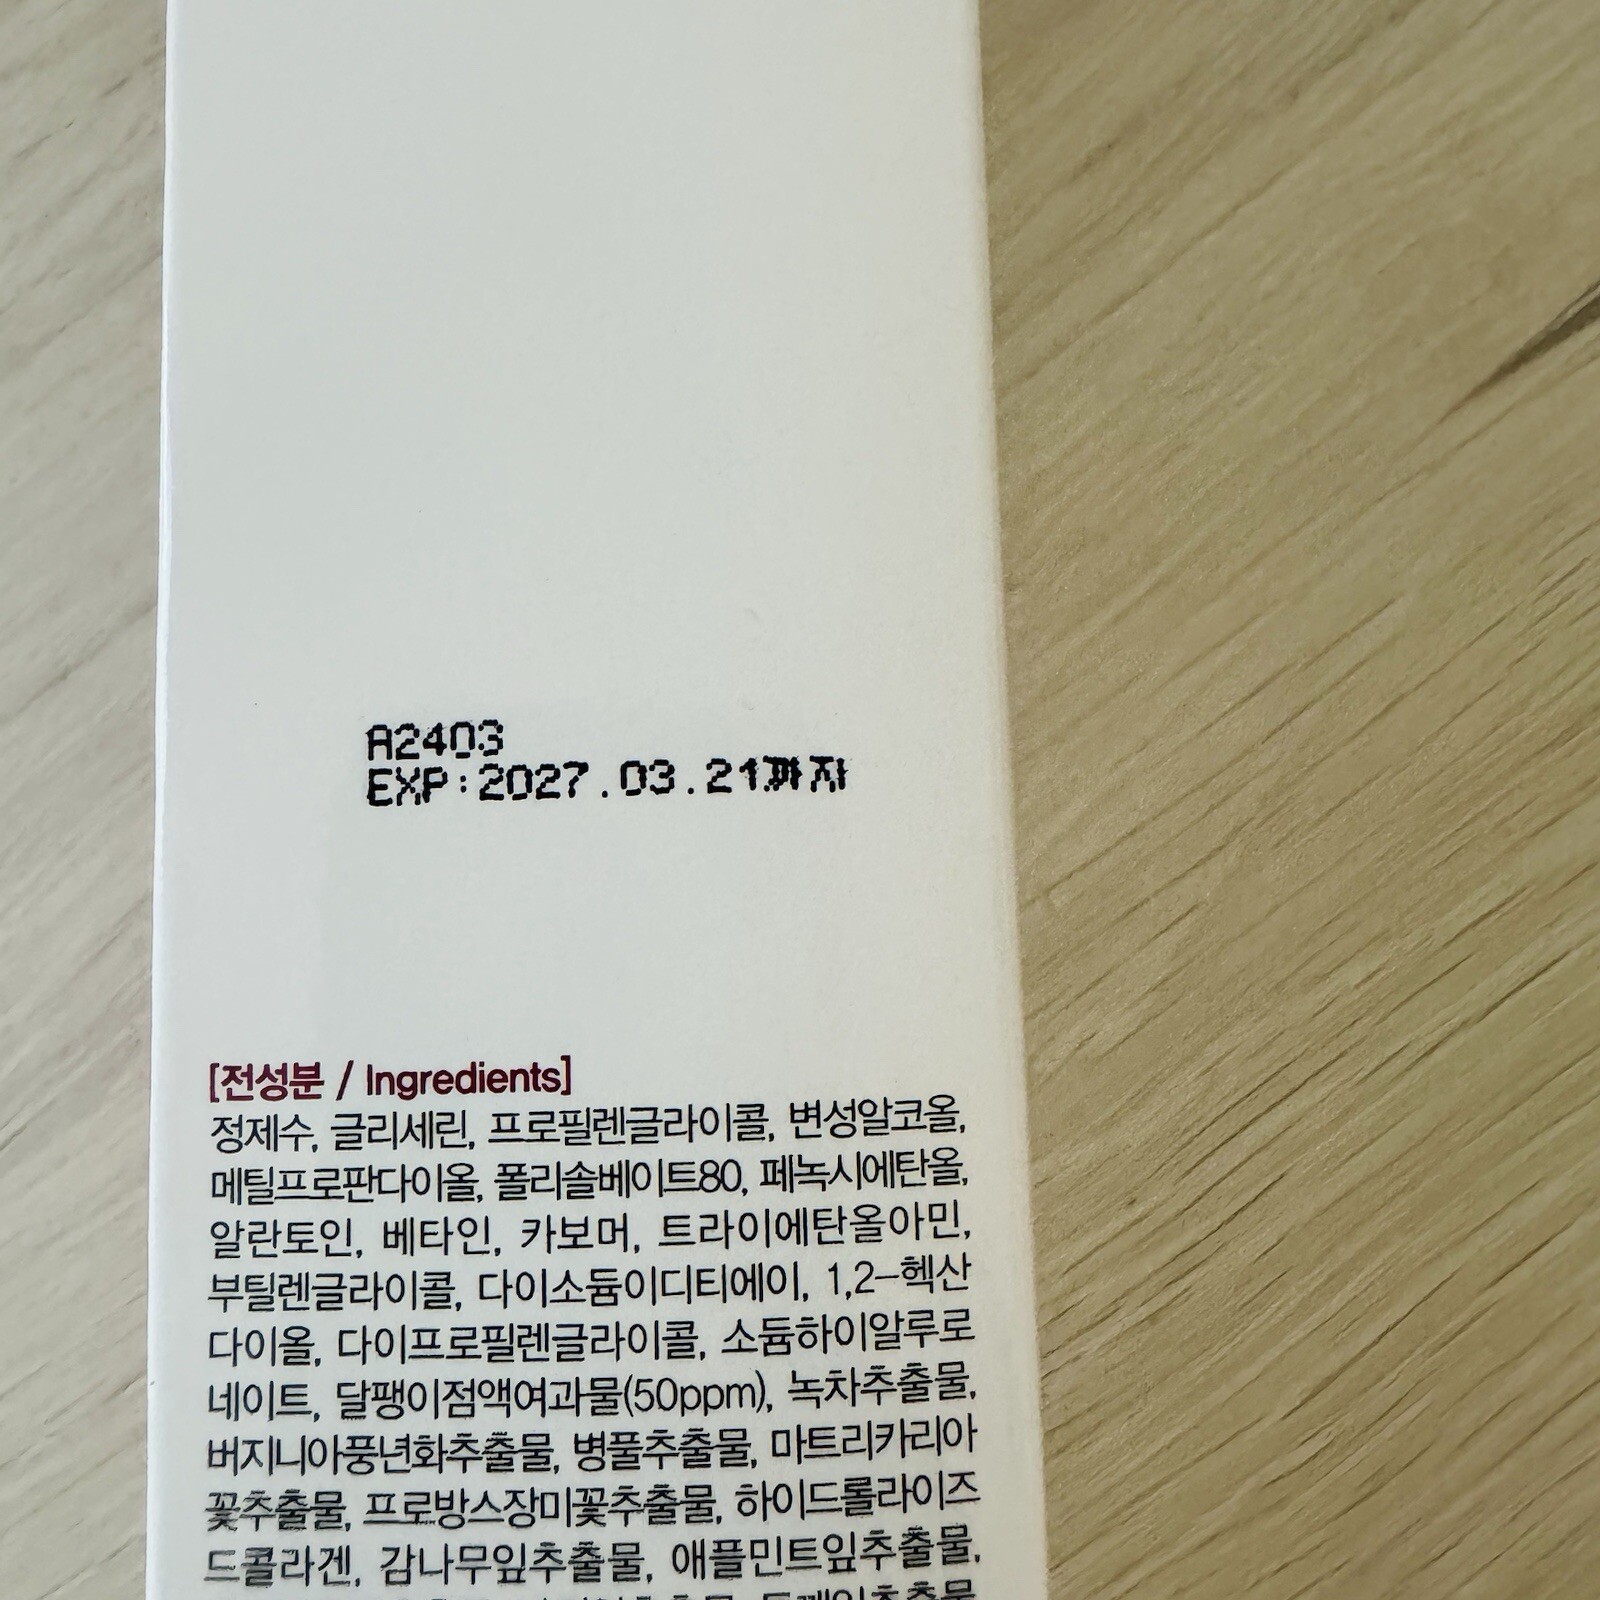 A2403
EXP:2027.03.21까지
[전성분 / Ingredients]
정제수, 글리세린, 프로필렌글라이콜, 변성알코올,
메틸프로판다이올, 폴리솔베이트80, 페녹시에탄올,
알란토인, 베타인, 카보머, 트라이에탄올아민,
부틸렌글라이콜, 다이소듐이디티에이, 1,2-헥산
다이올, 다이프로필렌글라이콜, 소듐하이알루로
네이트, 달팽이점액여과물(50ppm), 녹차추출물,
버지니아풍년화추출물, 병풀추출물, 마트리카리아
꽃추출물, 프로방스장미꽃추출물, 하이드롤라이즈
드콜라겐, 감나무잎추출물, 애플민트잎추출물,